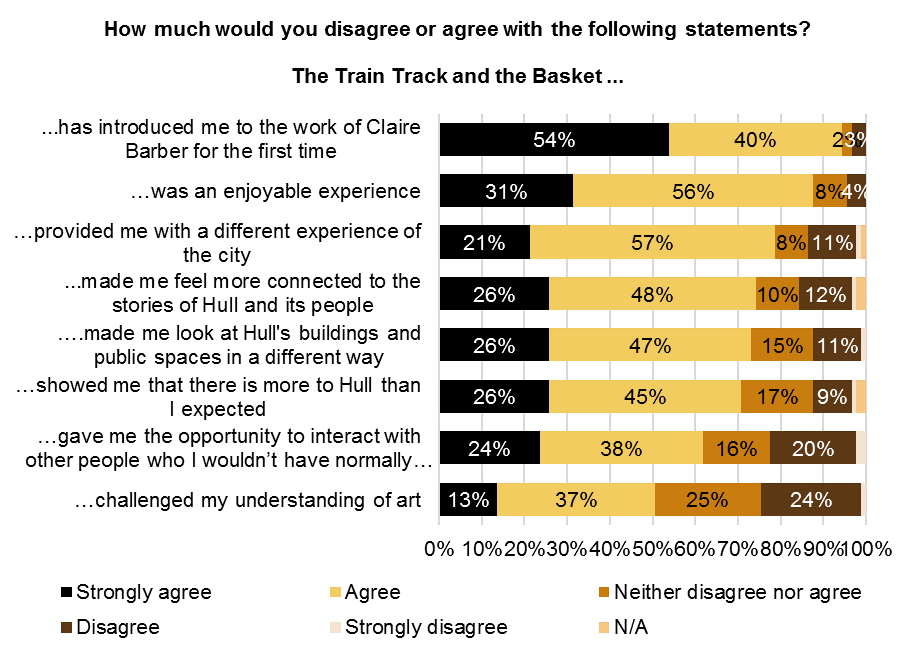 How much would you disagree or agree with the following statements?
The Train Track and the Basket ...
...has introduced me to the work of Claire
Barber for the first time
54% 40% 2% 3%
…was an enjoyable experience
31% 56% 8% 4%
…provided me with a different experience of
the city
21% 57% 8% 11%
...made me feel more connected to the
stories of Hull and its people
26% 48% 10% 12%
….made me look at Hull's buildings and
public spaces in a different way
26% 47% 15% 11%
…showed me that there is more to Hull than
I expected
26% 45% 17% 9%
…gave me the opportunity to interact with
other people who I wouldn’t have normally…
24% 38% 16% 20%
…challenged my understanding of art
13% 37% 25% 24%
0% 10% 20% 30% 40% 50% 60% 70% 80% 90% 100%
Strongly agree Agree Neither disagree nor agree
Disagree Strongly disagree N/A